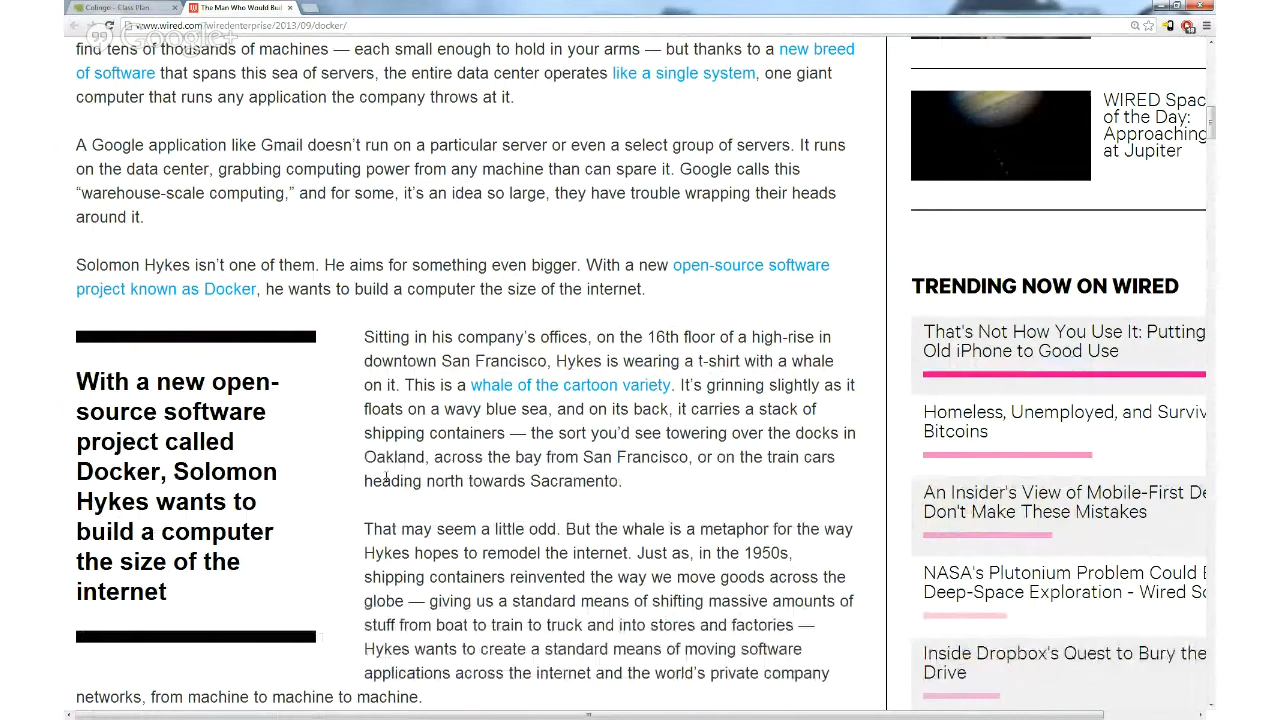 Colingo - Class Plan
The Man Who Would Buil
www.wired.com/wiredenterprise/2013/09/docker/
Google+
find tens of thousands of machines — each small enough to hold in your arms — but thanks to a new breed
of software that spans this sea of servers, the entire data center operates like a single system, one giant
computer that runs any application the company throws at it.
A Google application like Gmail doesn’t run on a particular server or even a select group of servers. It runs
on the data center, grabbing computing power from any machine than can spare it. Google calls this
“warehouse-scale computing,” and for some, it’s an idea so large, they have trouble wrapping their heads
around it.
Solomon Hykes isn’t one of them. He aims for something even bigger. With a new open-source software
project known as Docker, he wants to build a computer the size of the internet.
With a new open-
source software
project called
Docker, Solomon
Hykes wants to
build a computer
the size of the
internet
Sitting in his company’s offices, on the 16th floor of a high-rise in
downtown San Francisco, Hykes is wearing a t-shirt with a whale
on it. This is a whale of the cartoon variety. It’s grinning slightly as it
floats on a wavy blue sea, and on its back, it carries a stack of
shipping containers — the sort you’d see towering over the docks in
Oakland, across the bay from San Francisco, or on the train cars
heading north towards Sacramento.
That may seem a little odd. But the whale is a metaphor for the way
Hykes hopes to remodel the internet. Just as, in the 1950s,
shipping containers reinvented the way we move goods across the
globe — giving us a standard means of shifting massive amounts of
stuff from boat to train to truck and into stores and factories —
Hykes wants to create a standard means of moving software
applications across the internet and the world’s private company
networks, from machine to machine to machine.
WIRED Spac
of the Day:
Approaching
at Jupiter
TRENDING NOW ON WIRED
That's Not How You Use It: Putting
Old iPhone to Good Use
Homeless, Unemployed, and Surviv
Bitcoins
An Insider's View of Mobile-First De
Don't Make These Mistakes
NASA's Plutonium Problem Could E
Deep-Space Exploration - Wired Sc
Inside Dropbox's Quest to Bury the
Drive